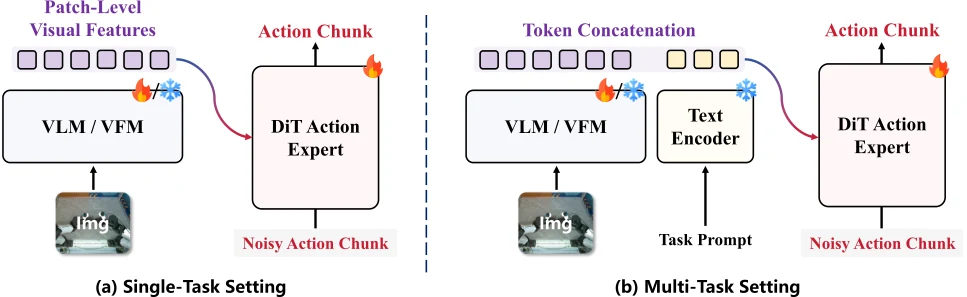 Patch-Level
Visual Features
Action Chunk
VLM / VFM
DiT Action
Expert
Img
Noisy Action Chunk
(a) Single-Task Setting
Token Concatenation
Action Chunk
VLM / VFM
Text
Encoder
DiT Action
Expert
Img
Task Prompt
Noisy Action Chunk
(b) Multi-Task Setting